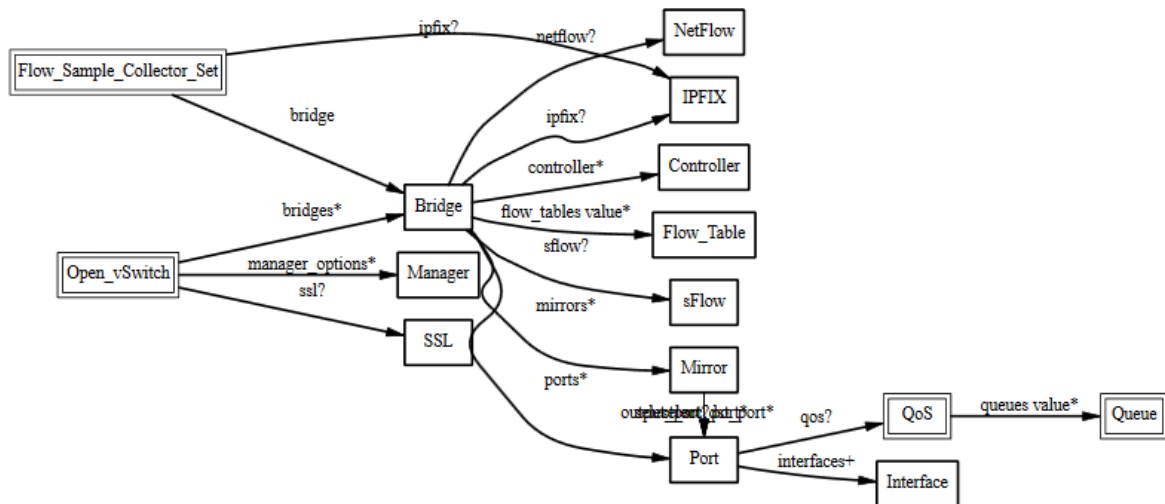 NetFlow
ipfix?
netflow?
Flow_Sample_Collector_Set
IPFIX
bridge
ipfix?
controller*
Controller
Bridge
bridges*
flow_tables value*
Flow_Table
sflow?
Open_vSwitch
manager_options*
Manager
ssl?
sFlow
mirrors*
SSL
Mirror
ports*
qos?
QoS
queues value*
Queue
Port
interfaces+
Interface